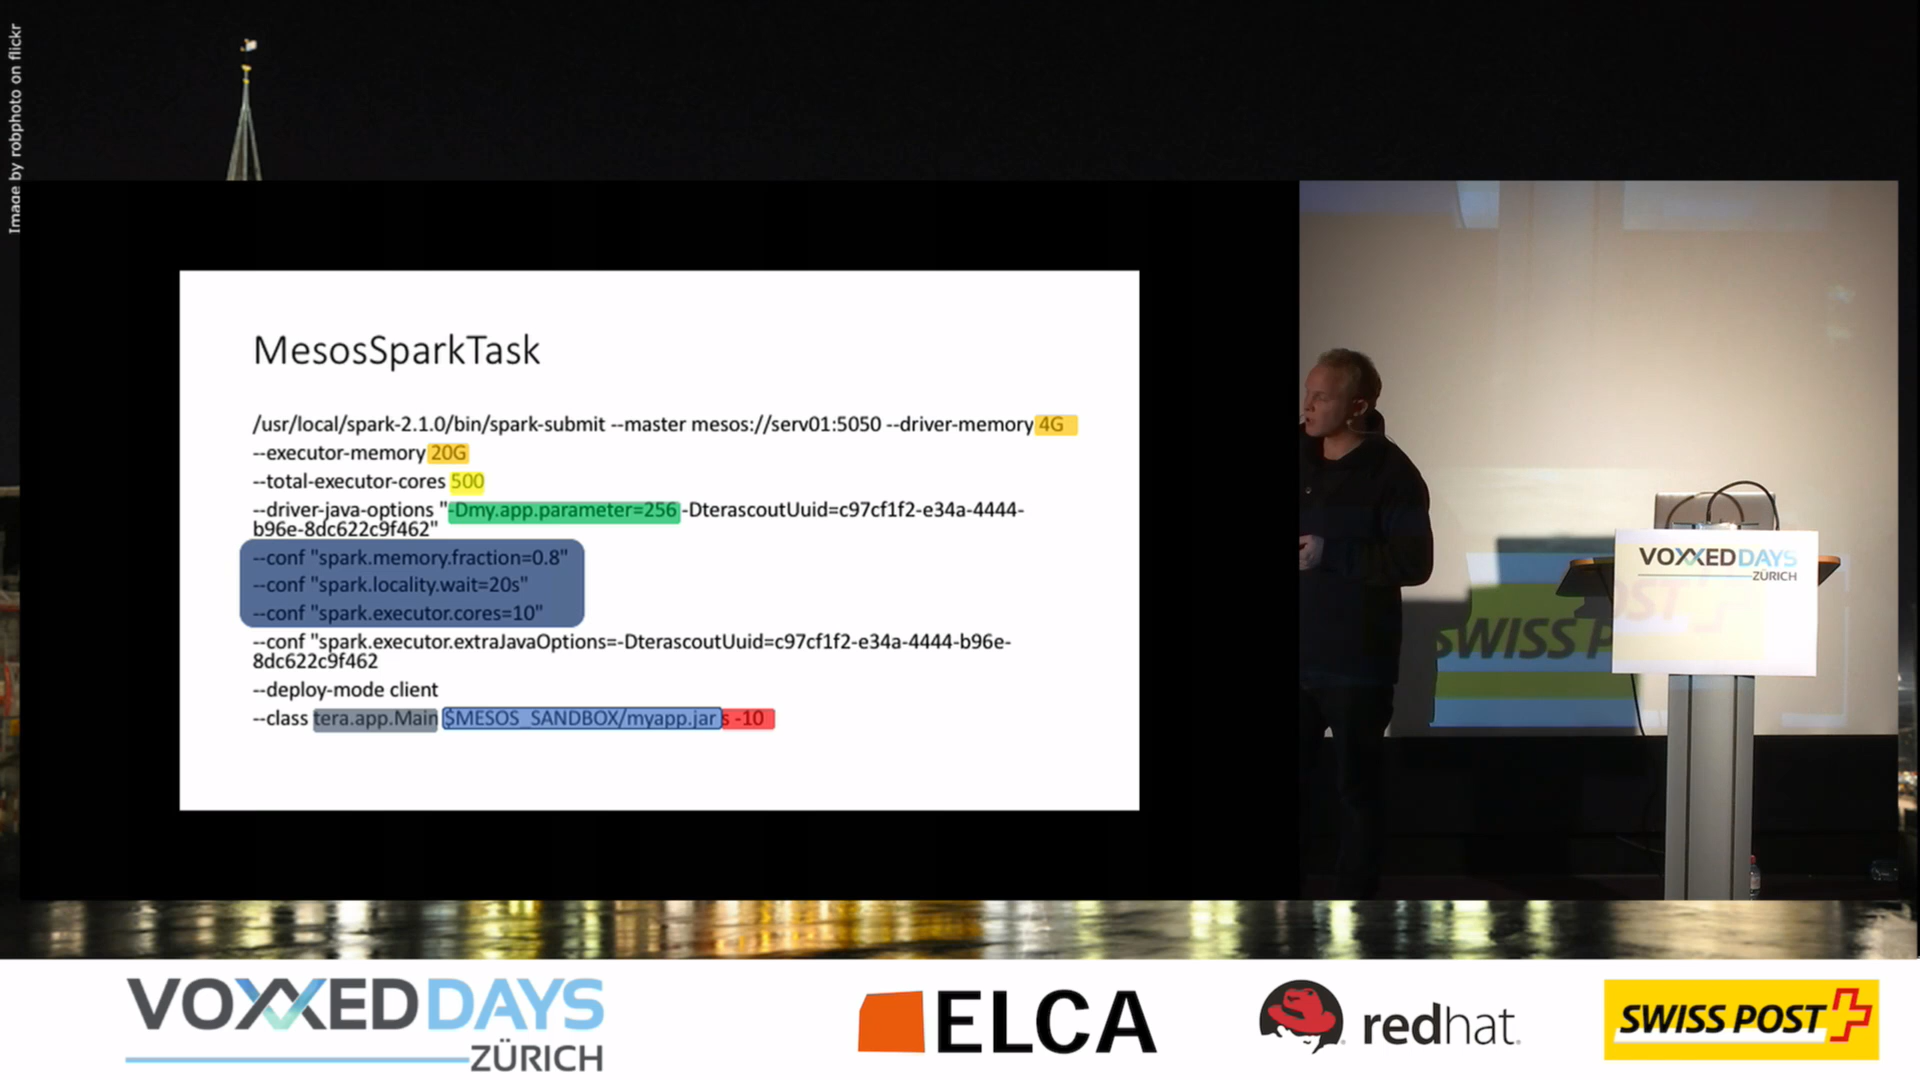 Image by robphoto on flickr
MesosSparkTask
/usr/local/spark-2.1.0/bin/spark-submit --master mesos://serv01:5050 --driver-memory 4G
--executor-memory 20G
--total-executor-cores 500
--driver-java-options "-Dmy.app.parameter=256 -DterascoutUuid=c97cf1f2-e34a-4444-
b96e-8dc622c9f462"
--conf "spark.memory.fraction=0.8"
--conf "spark.locality.wait=20s"
--conf "spark.executor.cores=10"
--conf "spark.executor.extraJavaOptions=-DterascoutUuid=c97cf1f2-e34a-4444-b96e-
8dc622c9f462
--deploy-mode client
--class tera.app.Main $MESOS_SANDBOX/myapp.jar s -10
VOXXED DAYS
ZÜRICH
SWISS P
OST
VOXXED DAYS
ZÜRICH
ELCA
redhat.
SWISS POST